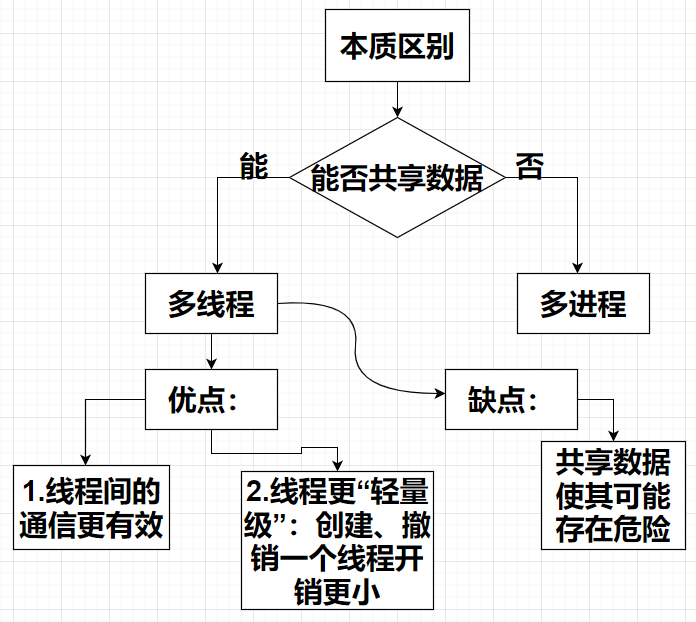 本质区别
能
能否共享数据
否
多线程
多进程
优点：
缺点：
1.线程间的
通信更有效
2.线程更“轻量
级”：创建、撤
销一个线程开
销更小
共享数据
使其可能
存在危险